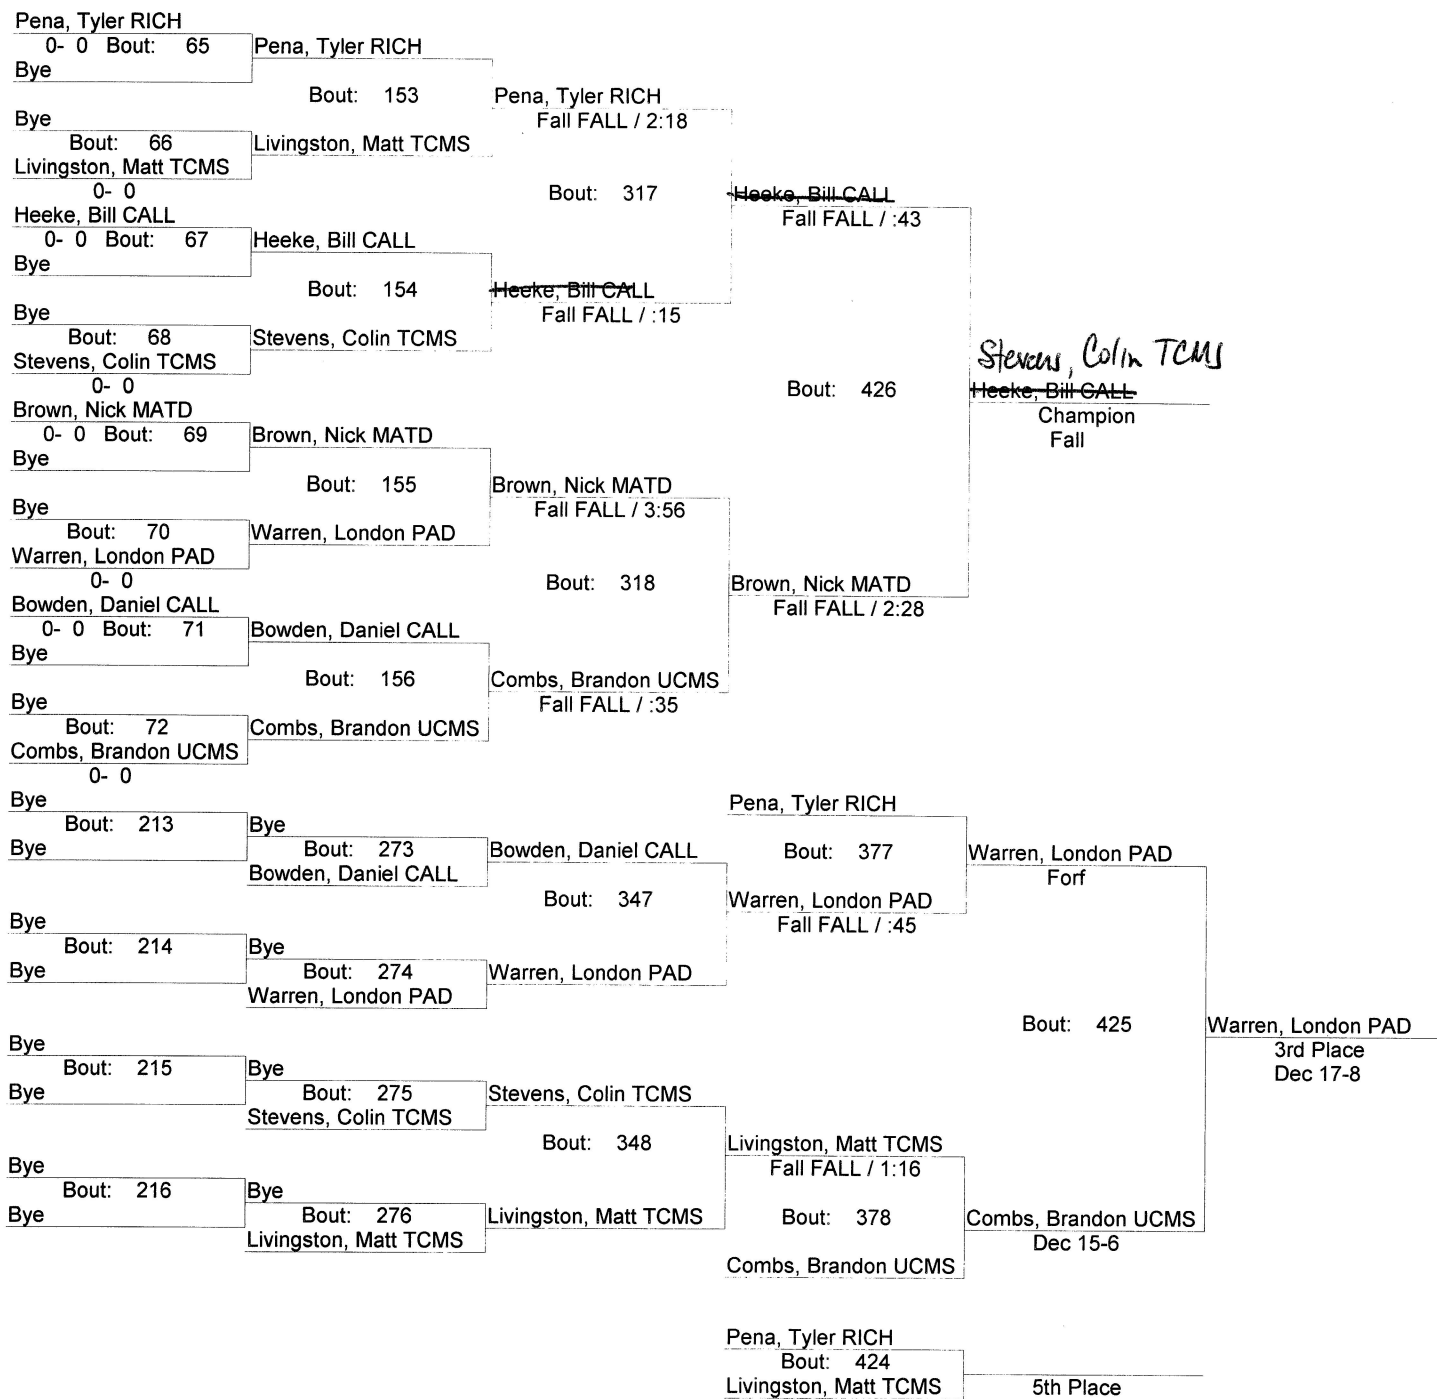 Pena, Tyler RICH
0- 0 Bout: 65
Bye
Pena, Tyler RICH
Bout: 153
Bye
Bout: 66
Livingston, Matt TCMS
0- 0
Livingston, Matt TCMS
Pena, Tyler RICH
Fall FALL / 2:18
Bout: 317
Heeke, Bill CALL
0- 0 Bout: 67
Bye
Heeke, Bill CALL
Bout: 154
Bye
Bout: 68
Stevens, Colin TCMS
0- 0
Stevens, Colin TCMS
Heeke, Bill CALL
Fall FALL / :15
Heeke, Bill CALL
Fall FALL / :43
Bout: 426
Stevens, Colin TCMS
Heeke, Bill CALL
Champion
Fall
Brown, Nick MATD
0- 0 Bout: 69
Bye
Brown, Nick MATD
Bout: 155
Bye
Bout: 70
Warren, London PAD
0- 0
Warren, London PAD
Brown, Nick MATD
Fall FALL / 3:56
Bout: 318
Brown, Nick MATD
Fall FALL / 2:28
Bowden, Daniel CALL
0- 0 Bout: 71
Bye
Bowden, Daniel CALL
Bout: 156
Bye
Bout: 72
Combs, Brandon UCMS
0- 0
Combs, Brandon UCMS
Combs, Brandon UCMS
Fall FALL / :35
Bye
Bout: 213
Bye
Bye
Bout: 273
Bowden, Daniel CALL
Bowden, Daniel CALL
Bout: 347
Bye
Bout: 214
Bye
Bye
Bout: 274
Warren, London PAD
Warren, London PAD
Pena, Tyler RICH
Bout: 377
Warren, London PAD
Fall FALL / :45
Warren, London PAD
Forf
Bout: 425
Warren, London PAD
3rd Place
Dec 17-8
Bye
Bout: 215
Bye
Bye
Bout: 275
Stevens, Colin TCMS
Stevens, Colin TCMS
Bout: 348
Bye
Bout: 216
Bye
Bye
Bout: 276
Livingston, Matt TCMS
Livingston, Matt TCMS
Livingston, Matt TCMS
Fall FALL / 1:16
Bout: 378
Combs, Brandon UCMS
Combs, Brandon UCMS
Dec 15-6
Pena, Tyler RICH
Bout: 424
Livingston, Matt TCMS
5th Place